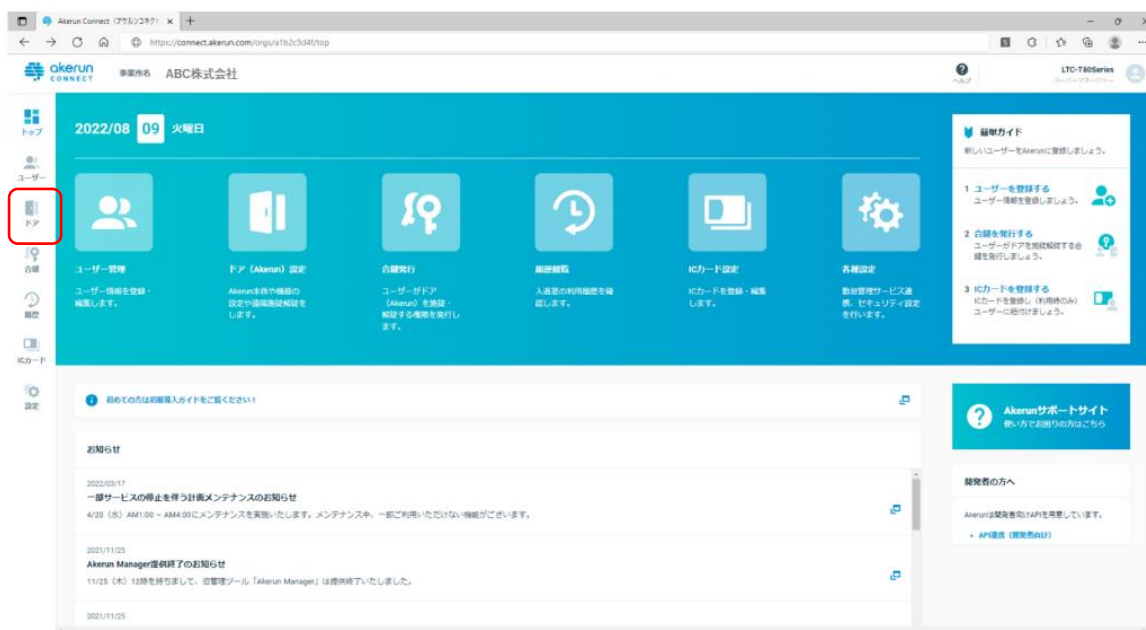 Akerun Connect (アケルンコネクト)
https://connect.akerun.com/orgs/a1b2c3d4f/top
akerun
CONNECT
事業所名 ABC株式会社
ヘルプ
LTC-T80Series
スーパーマネージャー
トップ
ユーザー
ドア
合鍵
履歴
ICカード
設定
2022/08 09 火曜日
ユーザー管理
ユーザー情報を登録・
編集します。
ドア (Akerun) 設定
Akerun本体や機器の
設定や遠隔施錠解錠を
します。
合鍵発行
ユーザーがドア
(Akerun) を施錠・
解錠する権限を発行し
ます。
履歴閲覧
入退室の利用履歴を確
認します。
ICカード設定
ICカードを登録・編集
します。
各種設定
勤怠管理サービス連
携、セキュリティ設定
を行います。
簡単ガイド
新しいユーザーをAkerunに登録しましょう。
1 ユーザーを登録する
ユーザー情報を登録しましょう。
2 合鍵を発行する
ユーザーがドアを施錠解錠する合
鍵を発行しましょう。
3 ICカードを登録する
ICカードを登録し（利用時のみ）
ユーザーに紐付けましょう。
初めての方は初期導入ガイドをご覧ください！
お知らせ
2022/03/17
一部サービスの停止を伴う計画メンテナンスのお知らせ
4/20（水）AM1:00 ~ AM4:00にメンテナンスを実施いたします。メンテナンス中、一部ご利用いただけない機能がございます。
2021/11/25
Akerun Manager提供終了のお知らせ
11/25（木）12時を持ちまして、旧管理ツール「Akerun Manager」は提供終了いたしました。
2021/11/25
Akerunサポートサイト
使い方でお困りの方はこちら
開発者の方へ
Akerunは開発者向けAPIを用意しています。
API連携（開発者向け）